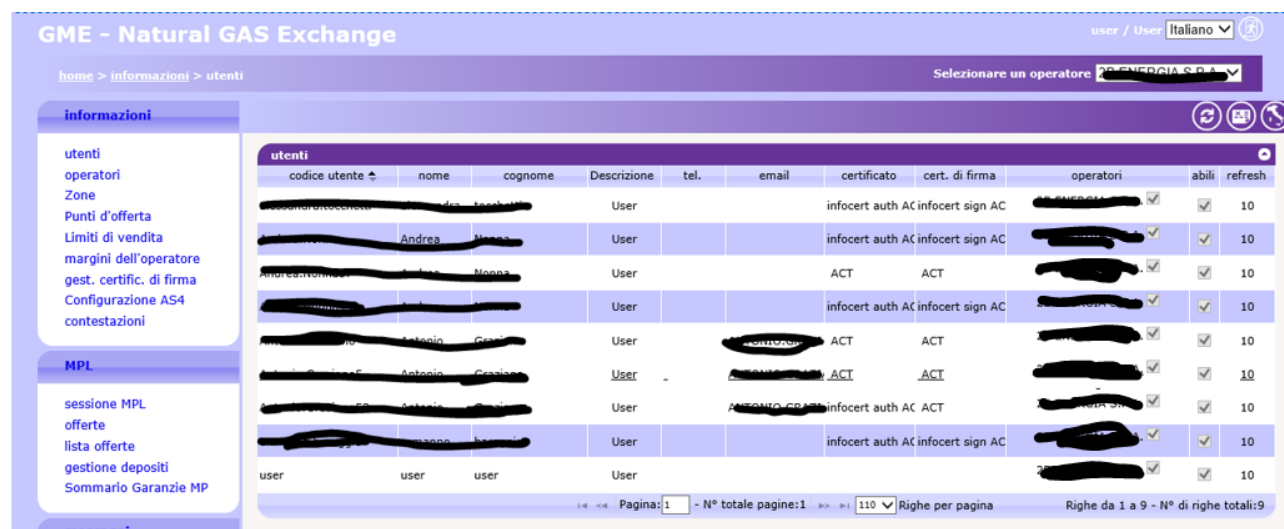 GME - Natural GAS Exchange
user / User Italiano
home > informazioni > utenti
Selezionare un operatore
informazioni
utenti
operatori
Zone
Punti d'offerta
Limiti di vendita
margini dell'operatore
gest. certific. di firma
Configurazione AS4
contestazioni
MPL
sessione MPL
offerte
lista offerte
gestione depositi
Sommario Garanzie MP
utenti
codice utente nome cognome Descrizione tel. email certificato cert. di firma operatori abili refresh
User infocert auth AC infocert sign AC 10
Andrea User infocert auth AC infocert sign AC 10
User ACT ACT 10
User infocert auth AC infocert sign AC 10
User ACT ACT 10
User ACT ACT 10
User infocert auth AC ACT 10
User infocert auth AC infocert sign AC 10
user user user User 10
Pagina: 1 - N° totale pagine:1 110 Righe per pagina Righe da 1 a 9 - N° di righe totali:9